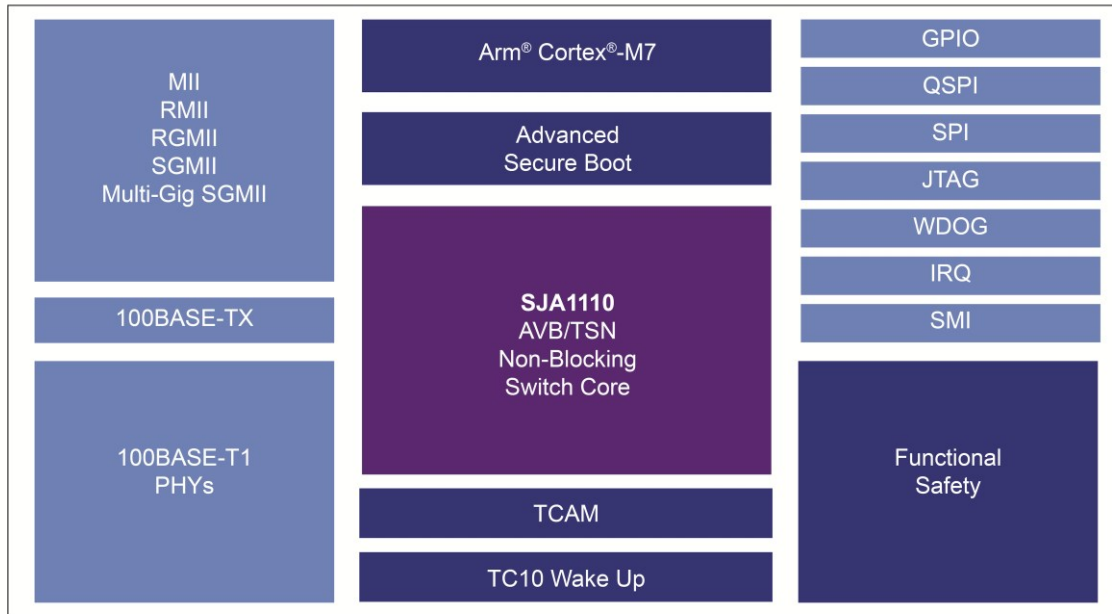 MII
RMII
RGMII
SGMII
Multi-Gig SGMII
100BASE-TX
100BASE-T1
PHYs
Arm® Cortex®-M7
Advanced
Secure Boot
SJA1110
AVB/TSN
Non-Blocking
Switch Core
TCAM
TC10 Wake Up
GPIO
QSPI
SPI
JTAG
WDOG
IRQ
SMI
Functional
Safety